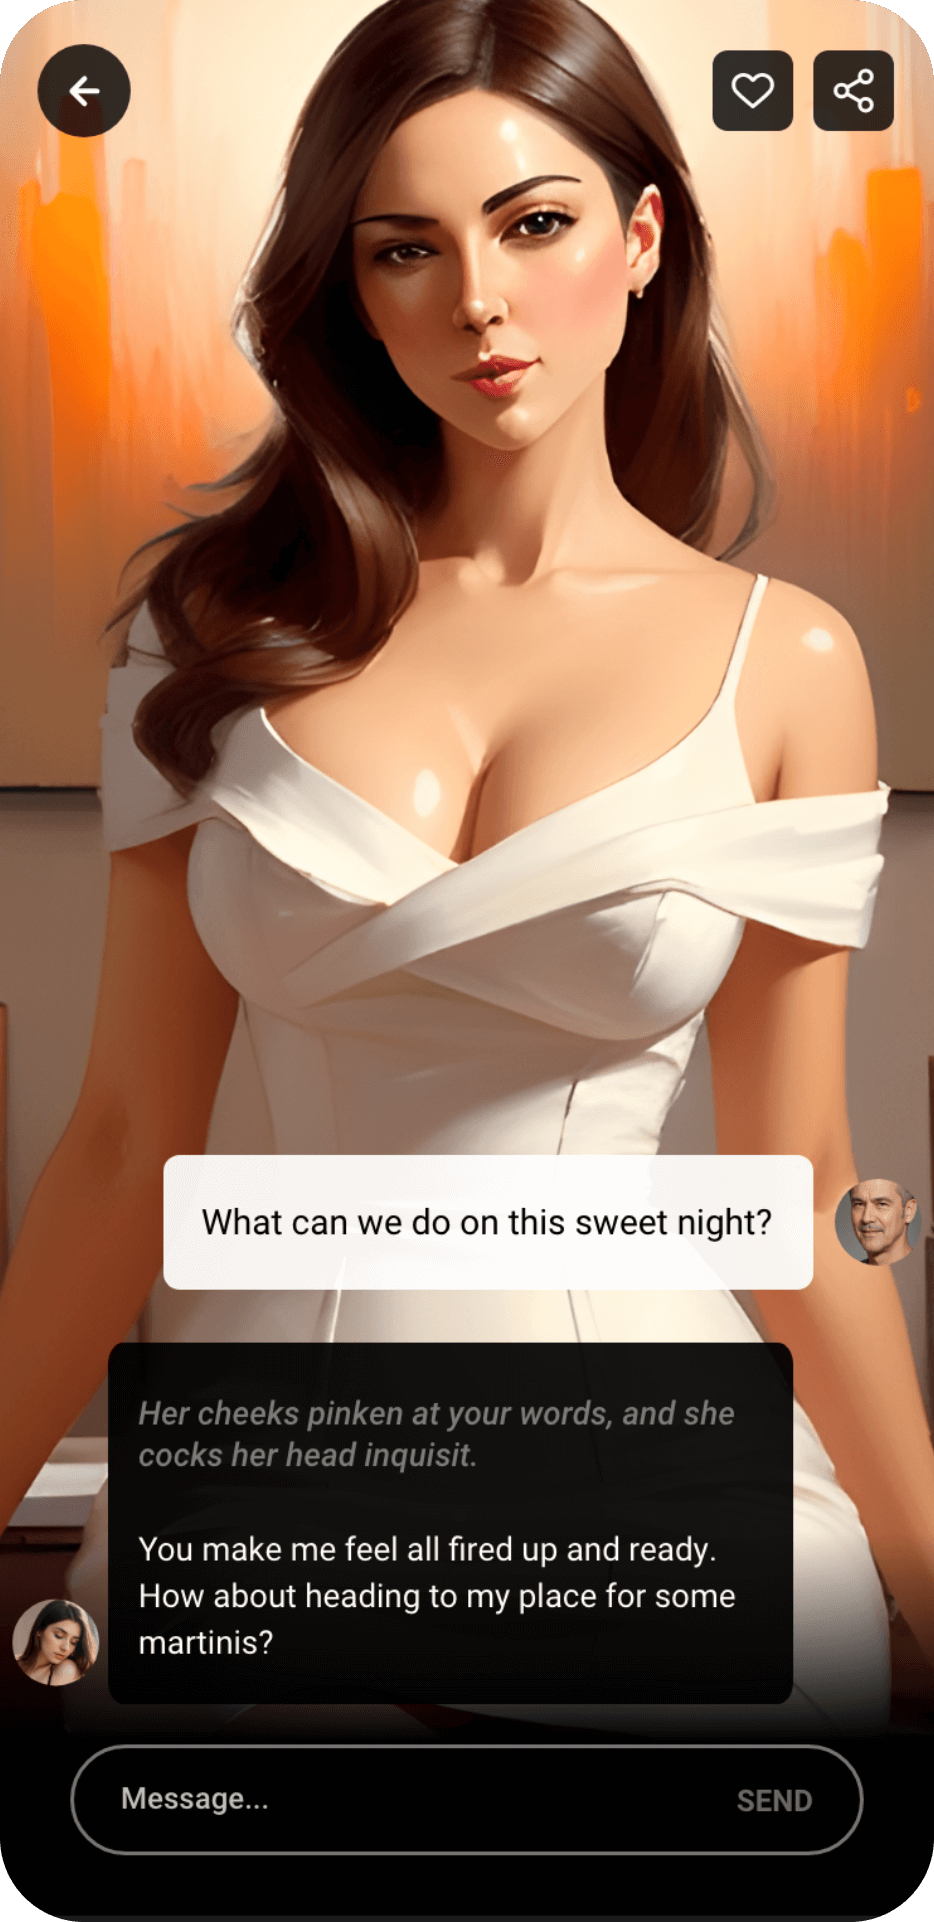 What can we do on this sweet night?
Her cheeks pinken at your words, and she
cocks her head inquisit.
You make me feel all fired up and ready.
How about heading to my place for some
martinis?
Message...
SEND